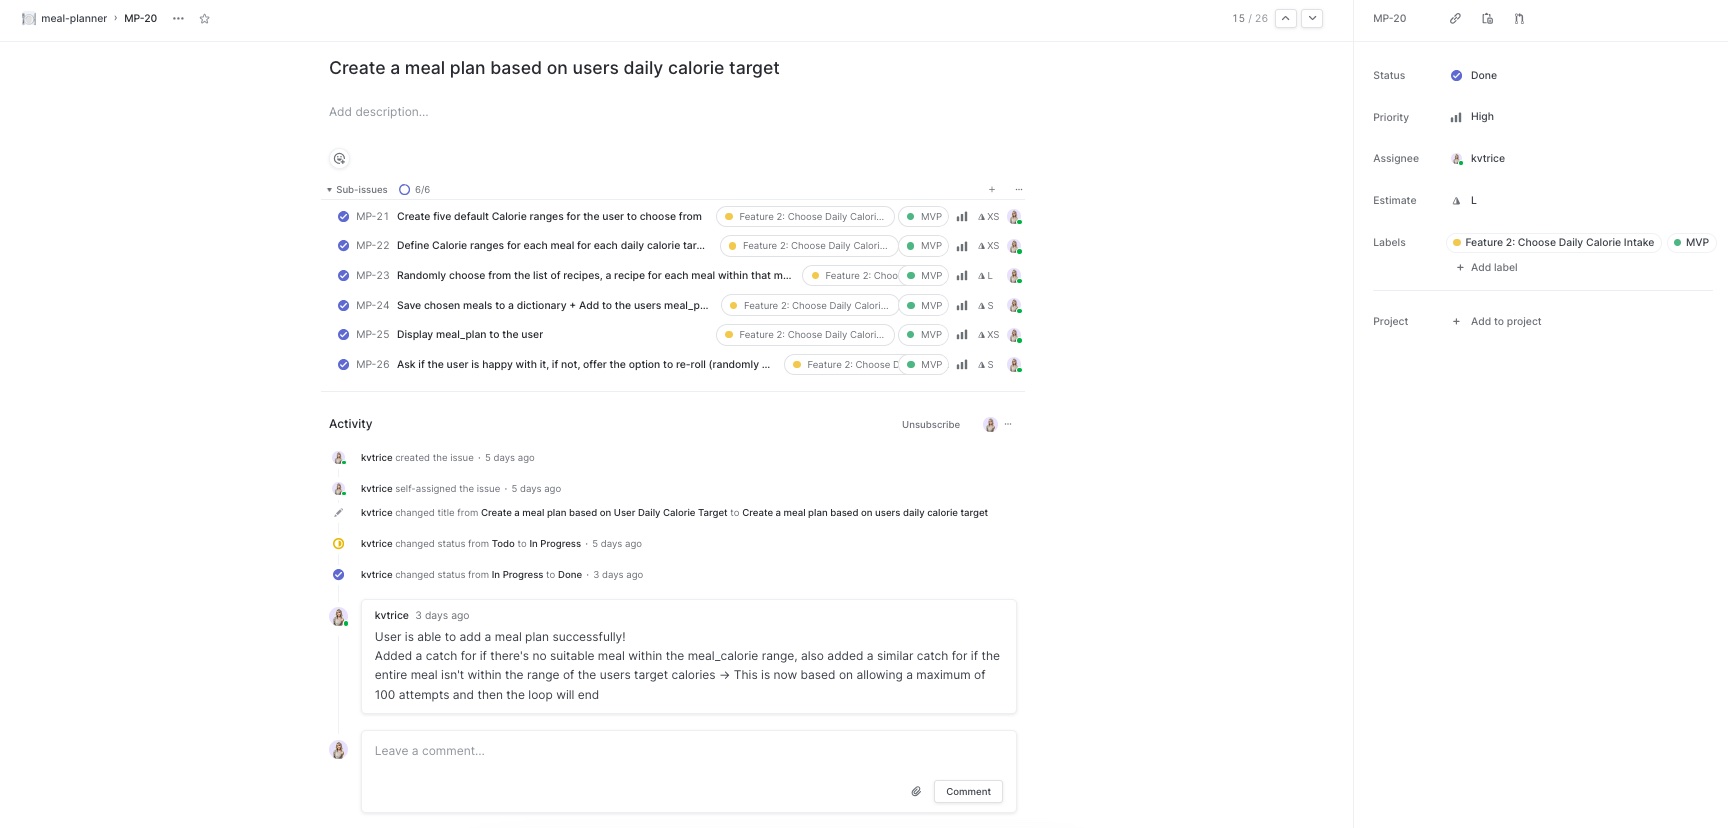 meal-planner › MP-20 ··· 15 / 26
MP-20
Create a meal plan based on users daily calorie target
Add description...
Sub-issues 6/6 + ···
MP-21 Create five default Calorie ranges for the user to choose from Feature 2: Choose Daily Calori... MVP XS
MP-22 Define Calorie ranges for each meal for each daily calorie tar... Feature 2: Choose Daily Calori... MVP XS
MP-23 Randomly choose from the list of recipes, a recipe for each meal within that m... Feature 2: Choo MVP L
MP-24 Save chosen meals to a dictionary + Add to the users meal_p... Feature 2: Choose Daily Calori... MVP S
MP-25 Display meal_plan to the user Feature 2: Choose Daily Calori... MVP XS
MP-26 Ask if the user is happy with it, if not, offer the option to re-roll (randomly ... Feature 2: Choose D MVP S
Activity Unsubscribe ···
kvtrice created the issue · 5 days ago
kvtrice self-assigned the issue · 5 days ago
kvtrice changed title from Create a meal plan based on User Daily Calorie Target to Create a meal plan based on users daily calorie target
kvtrice changed status from Todo to In Progress · 5 days ago
kvtrice changed status from In Progress to Done · 3 days ago
kvtrice 3 days ago
User is able to add a meal plan successfully!
Added a catch for if there's no suitable meal within the meal_calorie range, also added a similar catch for if the
entire meal isn't within the range of the users target calories → This is now based on allowing a maximum of
100 attempts and then the loop will end
Leave a comment...
Comment
Status Done
Priority High
Assignee kvtrice
Estimate L
Labels Feature 2: Choose Daily Calorie Intake MVP
+ Add label
Project + Add to project